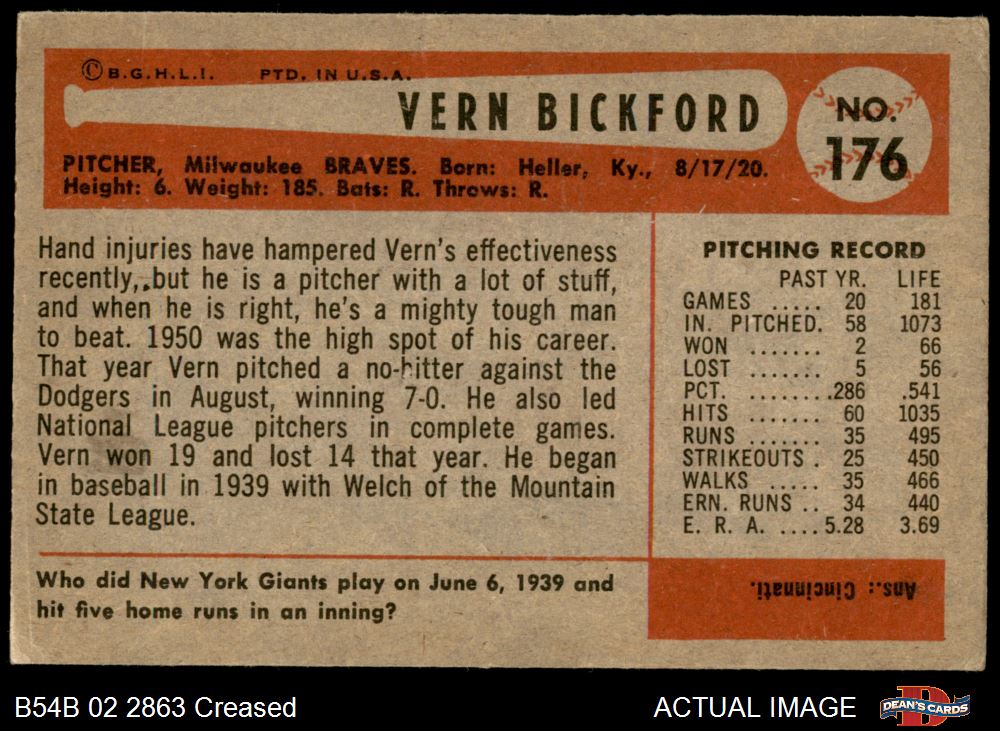 © B.G.H.L.I. PTD. IN U.S.A.
VERN BICKFORD
NO.
176
PITCHER, Milwaukee BRAVES. Born: Heller, Ky., 8/17/20.
Height: 6. Weight: 185. Bats: R. Throws: R.
Hand injuries have hampered Vern's effectiveness
recently, but he is a pitcher with a lot of stuff,
and when he is right, he's a mighty tough man
to beat. 1950 was the high spot of his career.
That year Vern pitched a no-hitter against the
Dodgers in August, winning 7-0. He also led
National League pitchers in complete games.
Vern won 19 and lost 14 that year. He began
in baseball in 1939 with Welch of the Mountain
State League.
PITCHING RECORD
PAST YR. LIFE
GAMES ..... 20 181
IN. PITCHED. 58 1073
WON ....... 2 66
LOST ....... 5 56
PCT. ........286 .541
HITS ....... 60 1035
RUNS ....... 35 495
STRIKEOUTS . 25 450
WALKS ..... 35 466
ERN. RUNS .. 34 440
E. R. A. ....5.28 3.69
Who did New York Giants play on June 6, 1939 and
hit five home runs in an inning?
Ans.: Cincinnati.
B54B 02 2863 Creased
ACTUAL IMAGE
D
DEAN'S CARDS